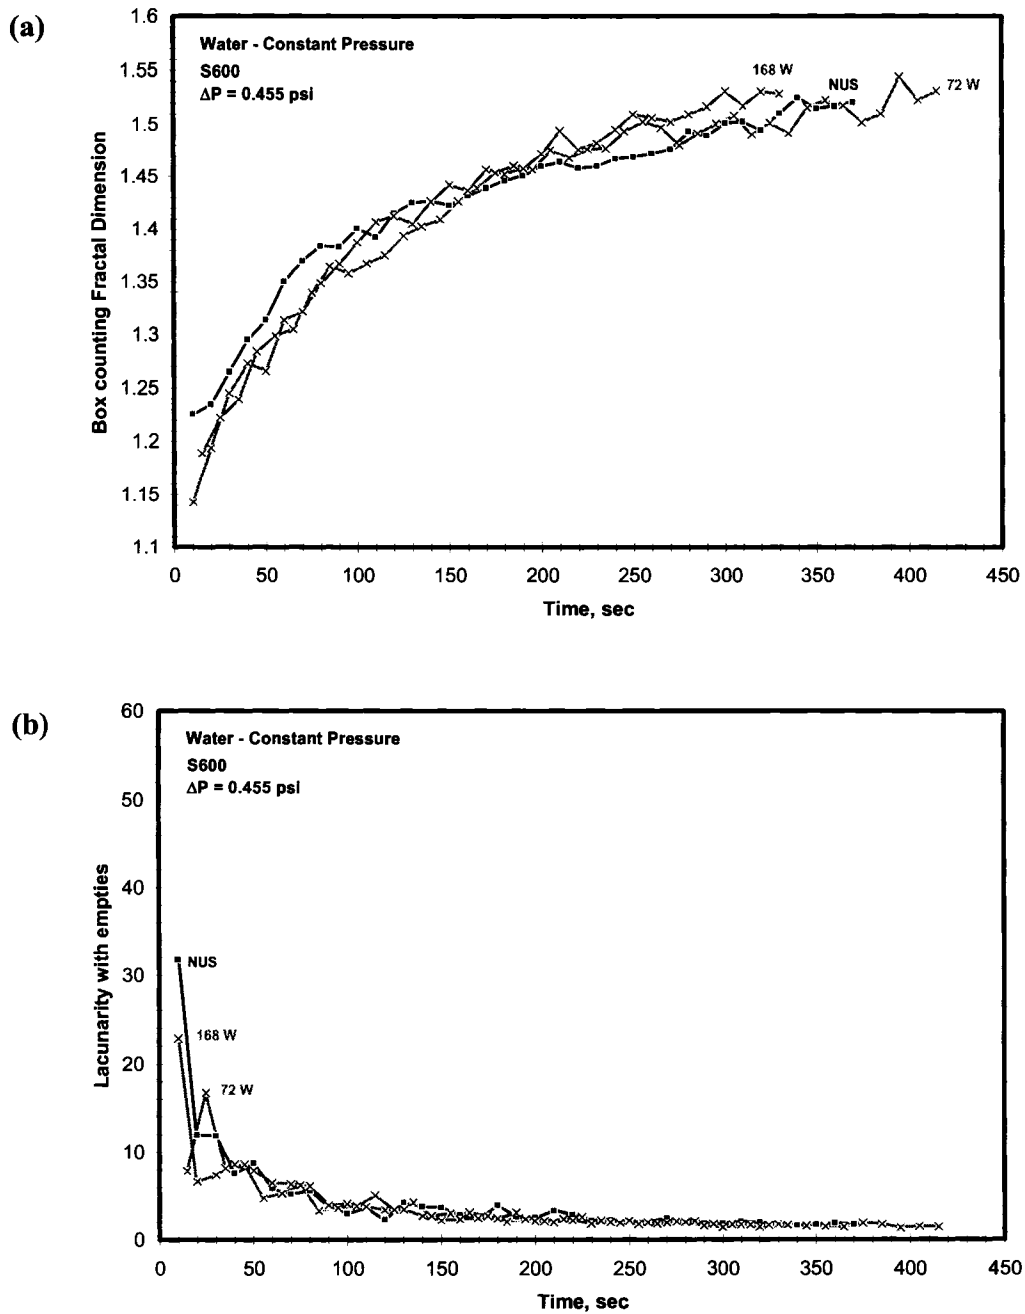 (a)
Water - Constant Pressure
S600
ΔP = 0.455 psi
168 W
NUS
72 W
Box counting Fractal Dimension
1.6
1.55
1.5
1.45
1.4
1.35
1.3
1.25
1.2
1.15
1.1
0 50 100 150 200 250 300 350 400 450
Time, sec
(b)
Water - Constant Pressure
S600
ΔP = 0.455 psi
NUS
168 W
72 W
Lacunarity with empties
60
50
40
30
20
10
0
0 50 100 150 200 250 300 350 400 450
Time, sec